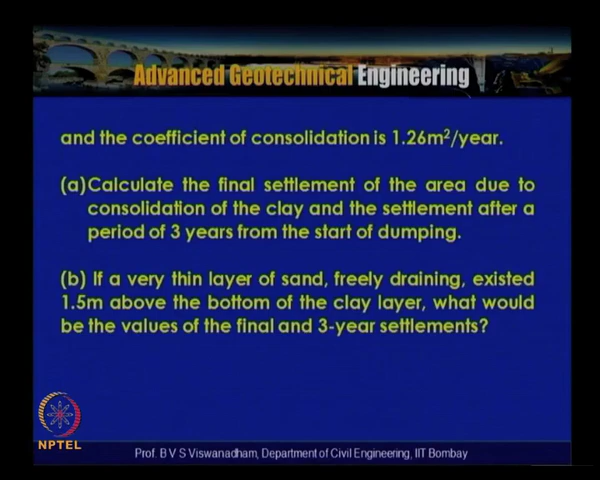 Advanced Geotechnical Engineering
and the coefficient of consolidation is 1.26m²/year.
(a)Calculate the final settlement of the area due to
consolidation of the clay and the settlement after a
period of 3 years from the start of dumping.
(b) If a very thin layer of sand, freely draining, existed
1.5m above the bottom of the clay layer, what would
be the values of the final and 3-year settlements?
NPTEL
Prof. B V S Viswanadham, Department of Civil Engineering, IIT Bombay